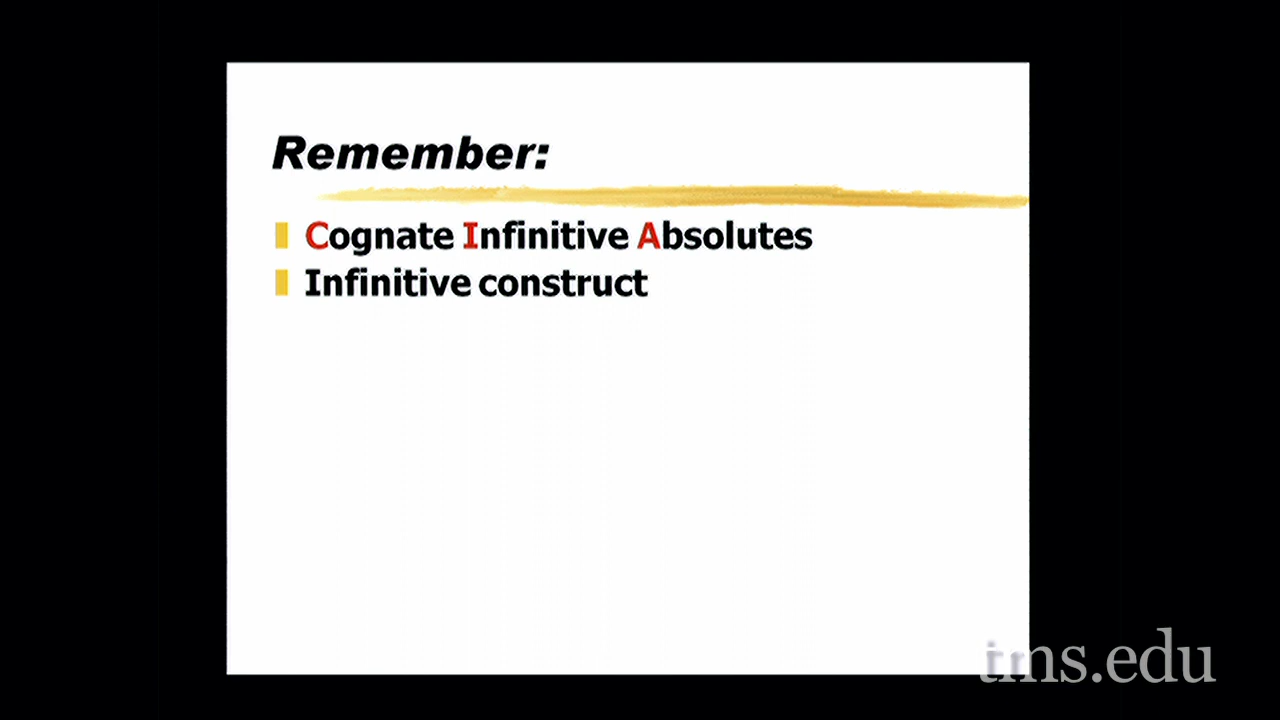 Remember:
Cognate Infinitive Absolutes
Infinitive construct
tms.edu